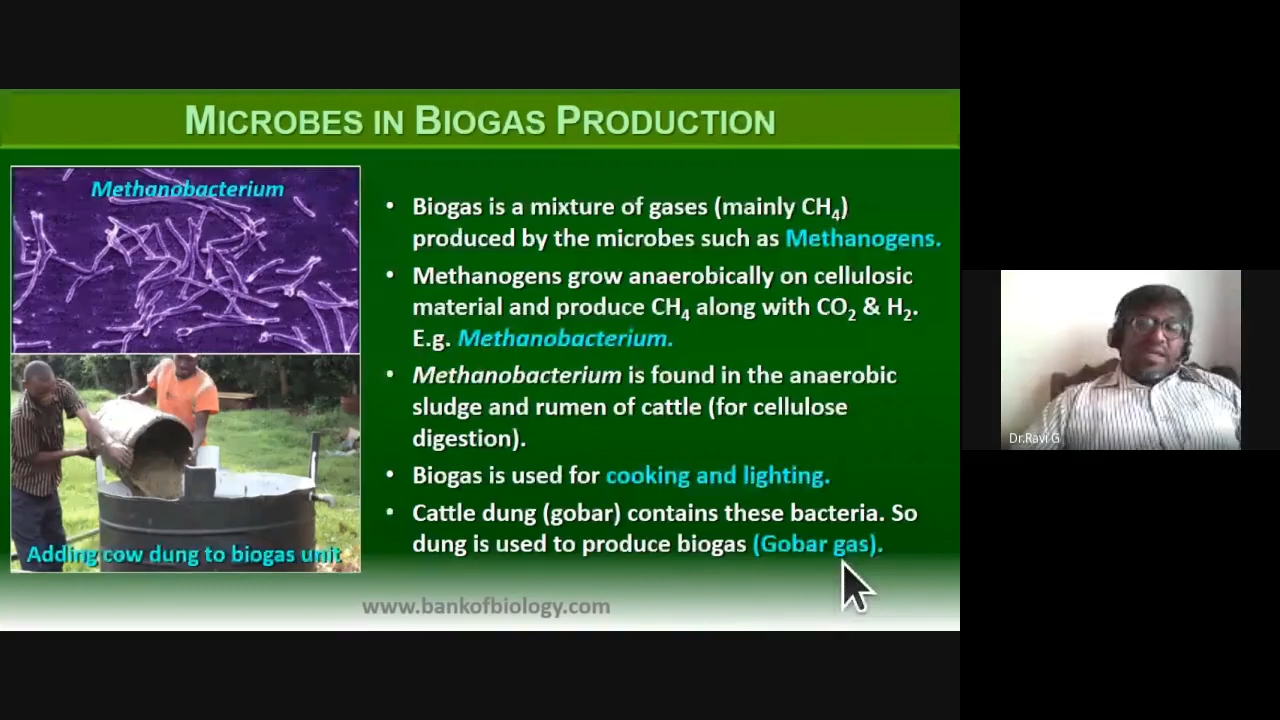 MICROBES IN BIOGAS PRODUCTION
Methanobacterium
Adding cow dung to biogas unit
• Biogas is a mixture of gases (mainly CH₄)
produced by the microbes such as Methanogens.
• Methanogens grow anaerobically on cellulosic
material and produce CH₄ along with CO₂ & H₂.
E.g. Methanobacterium.
• Methanobacterium is found in the anaerobic
sludge and rumen of cattle (for cellulose
digestion).
• Biogas is used for cooking and lighting.
• Cattle dung (gobar) contains these bacteria. So
dung is used to produce biogas (Gobar gas).
www.bankofbiology.com
Dr.Ravi G